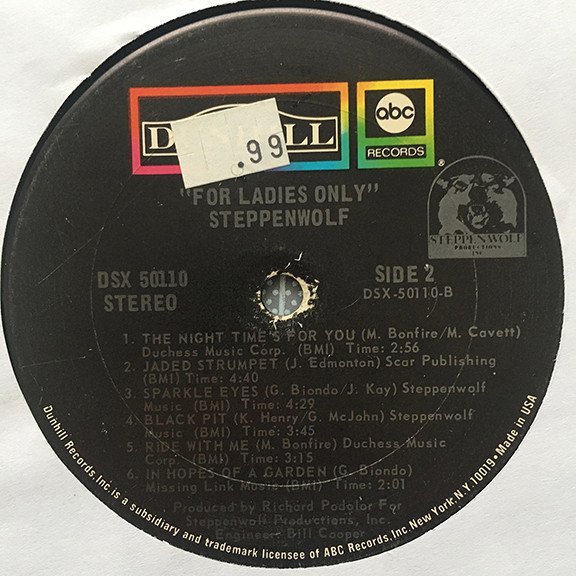 .99
abc
RECORDS
®
"FOR LADIES ONLY"
STEPPENWOLF
STEPPENWOLF
PRODUCTIONS
INC
DSX 50110
STEREO
SIDE 2
DSX-50110-B
1. THE NIGHT TIME'S FOR YOU (M. Bonfire/M. Cavett)
Duchess Music Corp. (BMI) Time: 2:56
2. JADED STRUMPET (J. Edmonton) Scar Publishing
(BMI) Time: 4:40
3. SPARKLE EYES (G. Biondo/J. Kay) Steppenwolf
Music (BMI) Time: 4:29
4. BLACK PIT (K. Henry/G. McJohn) Steppenwolf
Music (BMI) Time: 3:45
5. RIDE WITH ME (M. Bonfire) Duchess Music
Corp. (BMI) Time: 3:15
6. IN HOPES OF A GARDEN (G. Biondo)
Missing Link Music (BMI) Time: 2:01
Produced by Richard Podolor For
Steppenwolf Productions, Inc.
Engineer: Bill Cooper
Dunhill Records, Inc. is a subsidiary and trademark licensee of ABC Records, Inc. New York, N.Y. 10019 • Made in USA